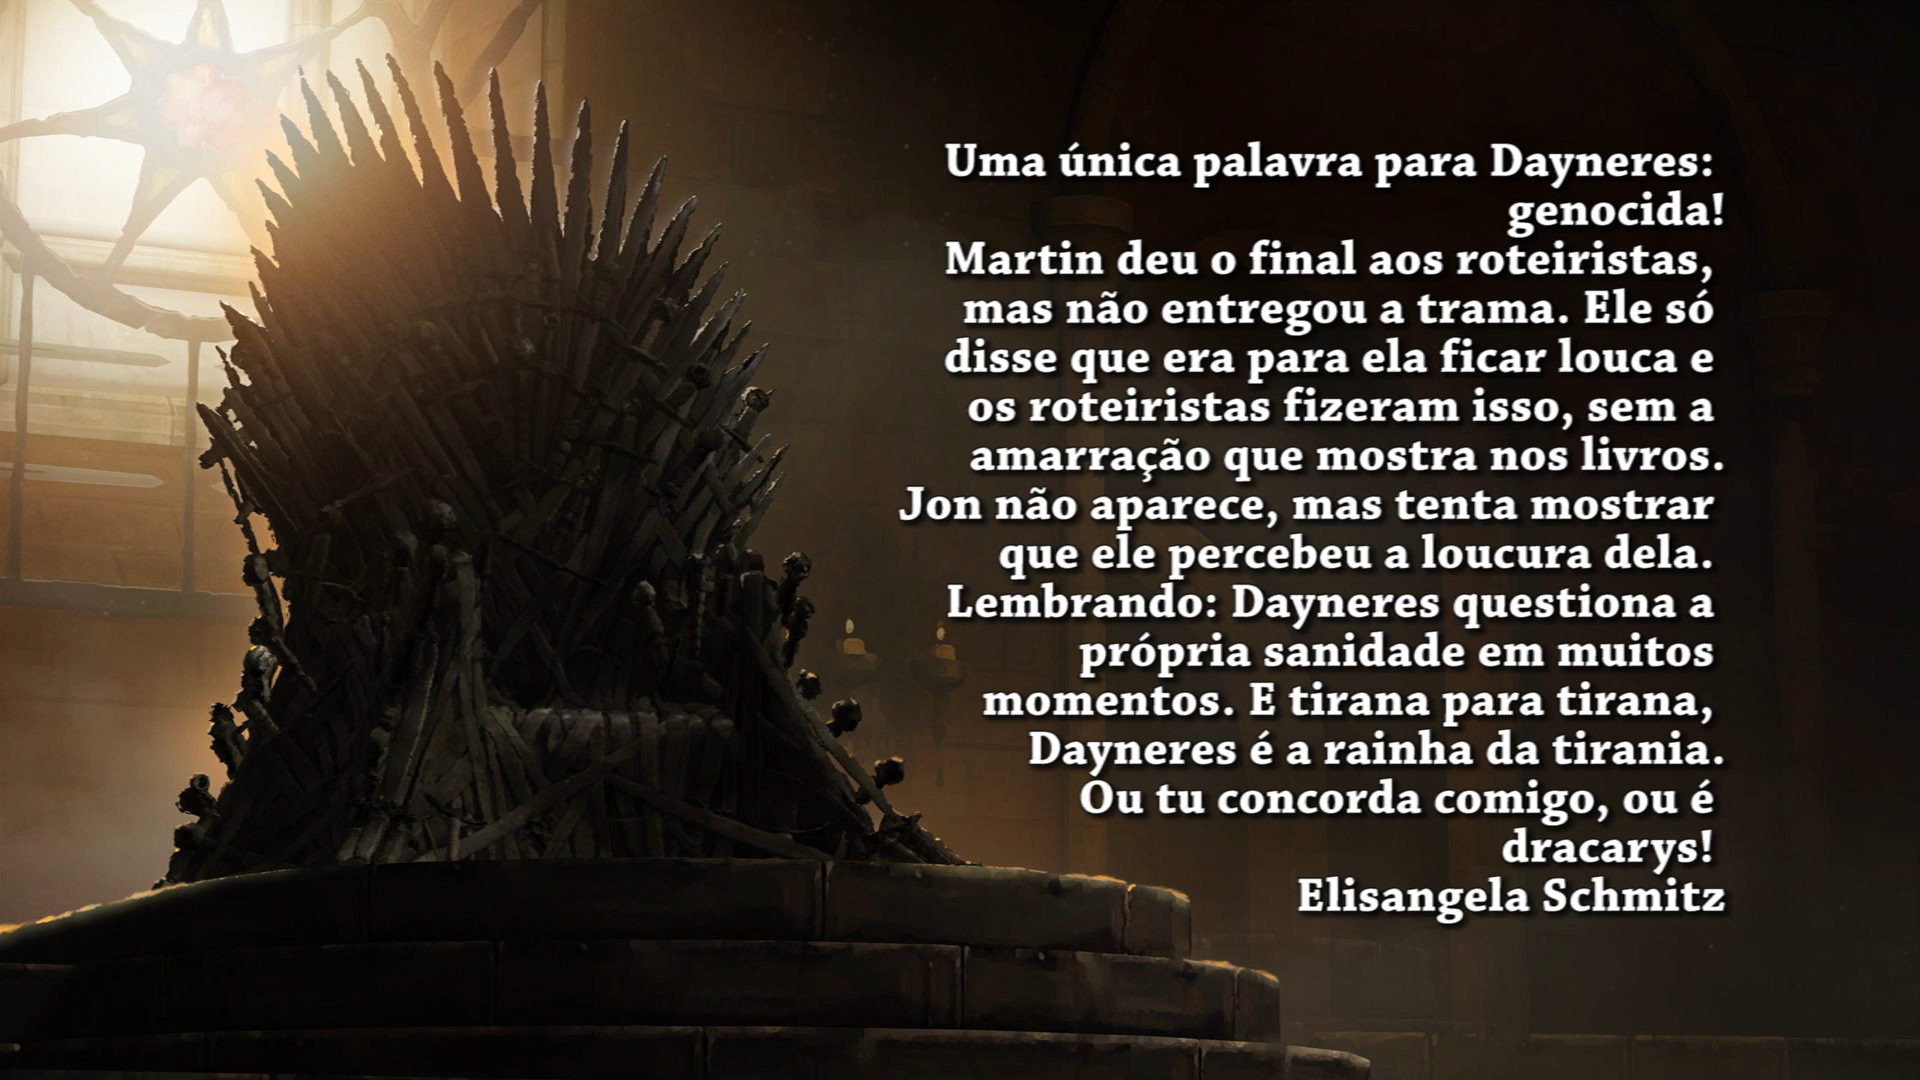 Uma única palavra para Dayneres:
genocida!
Martin deu o final aos roteiristas,
mas não entregou a trama. Ele só
disse que era para ela ficar louca e
os roteiristas fizeram isso, sem a
amarração que mostra nos livros.
Jon não aparece, mas tenta mostrar
que ele percebeu a loucura dela.
Lembrando: Dayneres questiona a
própria sanidade em muitos
momentos. E tirana para tirana,
Dayneres é a rainha da tirania.
Ou tu concorda comigo, ou é
dracarys!
Elisangela Schmitz